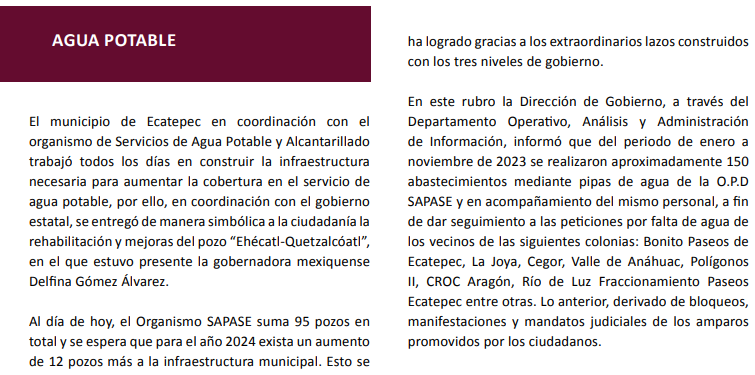 AGUA POTABLE
El municipio de Ecatepec en coordinación con el
organismo de Servicios de Agua Potable y Alcantarillado
trabajó todos los días en construir la infraestructura
necesaria para aumentar la cobertura en el servicio de
agua potable, por ello, en coordinación con el gobierno
estatal, se entregó de manera simbólica a la ciudadanía la
rehabilitación y mejoras del pozo “Ehécatl-Quetzalcóatl”,
en el que estuvo presente la gobernadora mexiquense
Delfina Gómez Álvarez.
Al día de hoy, el Organismo SAPASE suma 95 pozos en
total y se espera que para el año 2024 exista un aumento
de 12 pozos más a la infraestructura municipal. Esto se
ha logrado gracias a los extraordinarios lazos construidos
con los tres niveles de gobierno.
En este rubro la Dirección de Gobierno, a través del
Departamento Operativo, Análisis y Administración
de Información, informó que del periodo de enero a
noviembre de 2023 se realizaron aproximadamente 150
abastecimientos mediante pipas de agua de la O.P.D
SAPASE y en acompañamiento del mismo personal, a fin
de dar seguimiento a las peticiones por falta de agua de
los vecinos de las siguientes colonias: Bonito Paseos de
Ecatepec, La Joya, Cegor, Valle de Anáhuac, Polígonos
II, CROC Aragón, Río de Luz Fraccionamiento Paseos
Ecatepec entre otras. Lo anterior, derivado de bloqueos,
manifestaciones y mandatos judiciales de los amparos
promovidos por los ciudadanos.